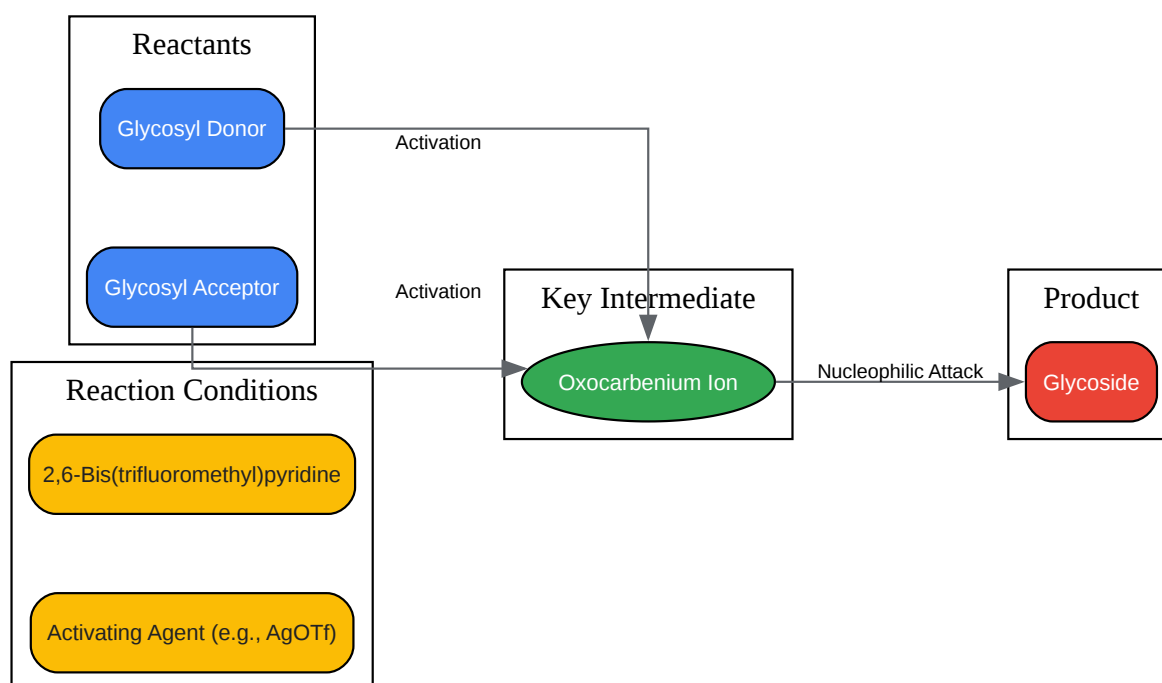 Reactants
Glycosyl Donor
Activation
Glycosyl Acceptor
Activation
Key Intermediate
Oxocarbenium Ion
Nucleophilic Attack
Product
Glycoside
Reaction Conditions
2,6-Bis(trifluoromethyl)pyridine
Activating Agent (e.g., AgOTf)